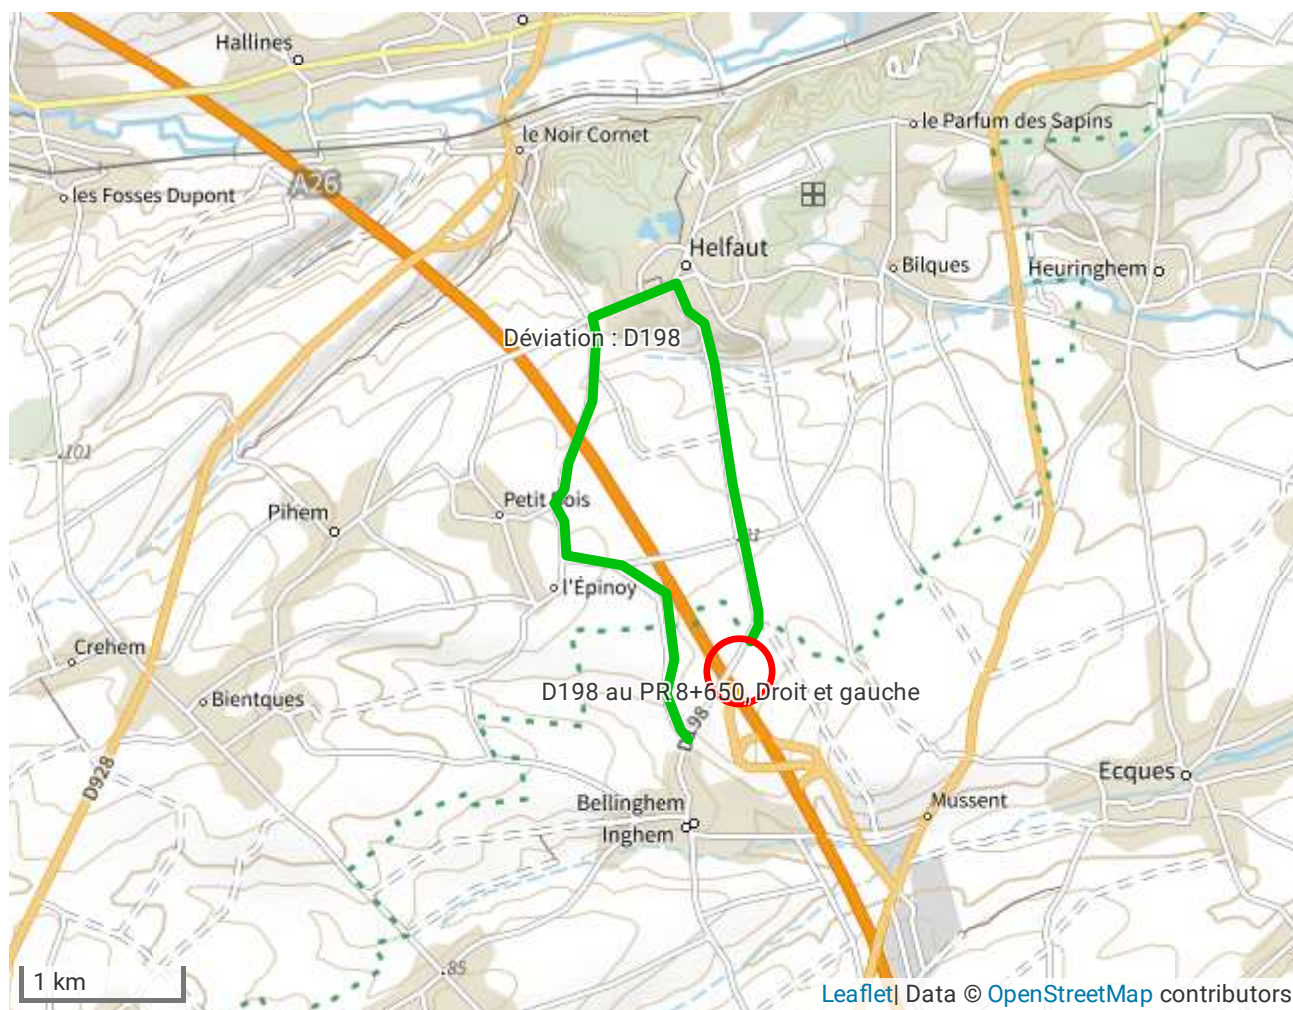 Hallines
le Noir Cornet
le Parfum des Sapins
A26
les Fosses Dupont
Helfaut
Bilques
Heuringhem
Déviation : D198
101
Petit Bois
Pihem
l'Épinoy
Crehem
D198 au PR 8+650, Droit et gauche
Bientques
D198
D928
Ecques
Bellinghem
Mussent
Inghem
85
1 km
Leaflet | Data © OpenStreetMap contributors